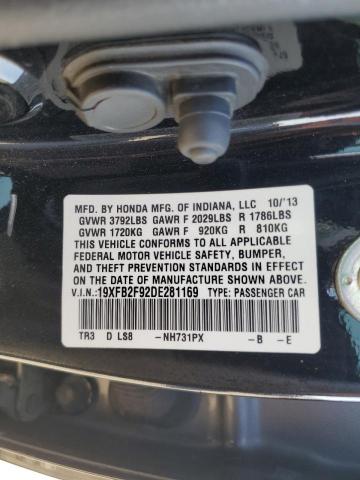 MFD. BY HONDA MFG. OF INDIANA, LLC 10/'13
GVWR 3792LBS GAWR F 2029LBS R 1786LBS
GVWR 1720KG GAWR F 920KG R 810KG
THIS VEHICLE CONFORMS TO ALL APPLICABLE
FEDERAL MOTOR VEHICLE SAFETY, BUMPER,
AND THEFT PREVENTION STANDARDS IN EFFECT
ON THE DATE OF MANUFACTURE SHOWN ABOVE.
V.I.N.: 19XFB2F92DE281169 TYPE: PASSENGER CAR
TR3 D LS8 -NH731PX -B -E